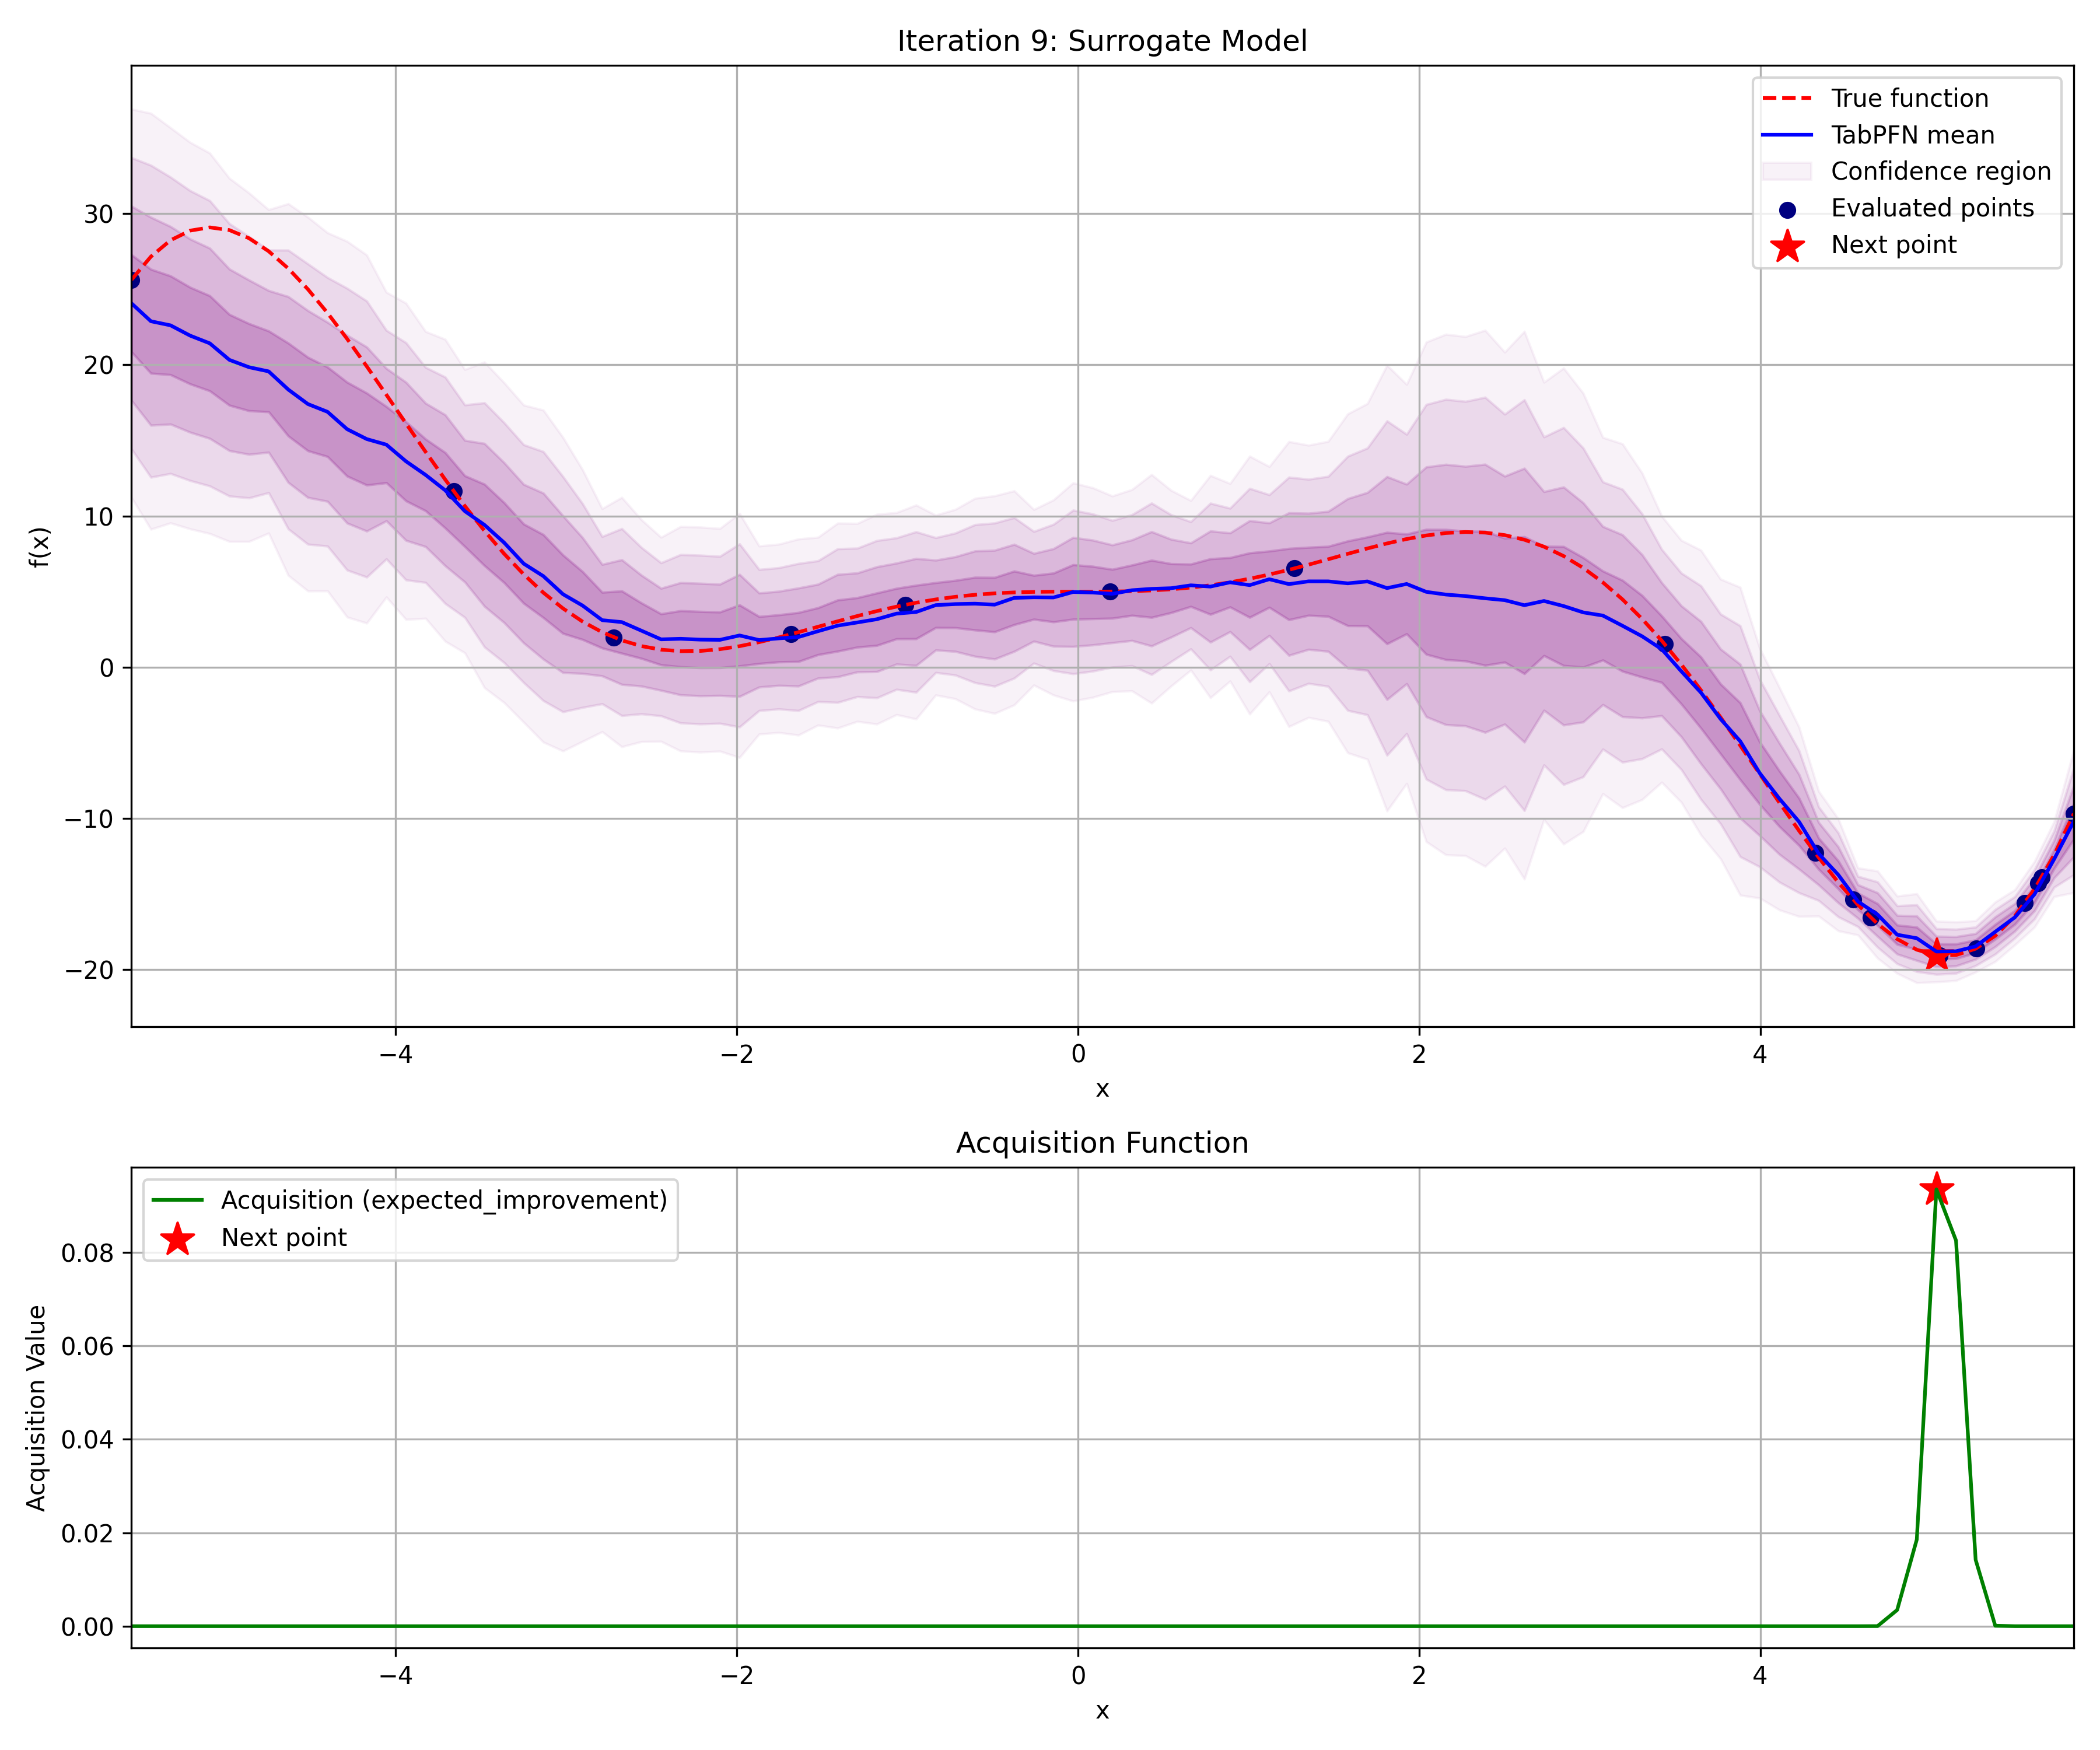 Iteration 9: Surrogate Model
True function
TabPFN mean
Confidence region
Evaluated points
Next point
f(x)
30
20
10
0
−10
−20
−4
−2
0
2
4
x
Acquisition Function
Acquisition (expected_improvement)
Next point
Acquisition Value
0.08
0.06
0.04
0.02
0.00
−4
−2
0
2
4
x